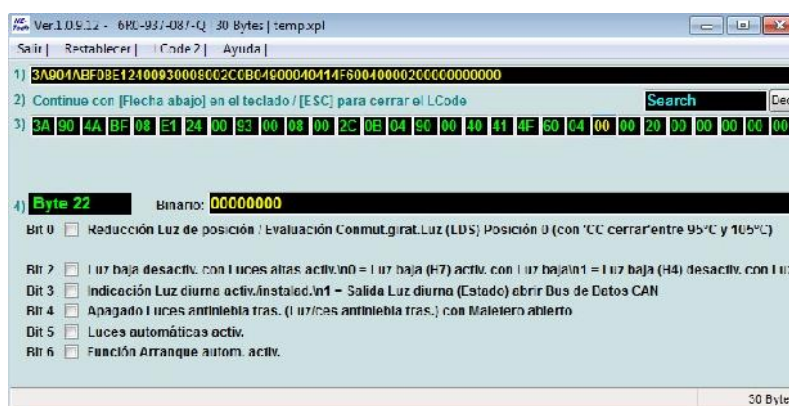 Ver.1.0.9.12 - 6R0-937-087-Q | 30 Bytes | temp.xpl
Salir | Restablecer | LCode 2 | Ayuda |
1) 3A904ABF08E12400930008002C0B04900040414F60040000200000000000
2) Continue con [Flecha abajo] en el teclado / [ESC] para cerrar el LCode Search Dec
3) 3A 90 4A BF 08 E1 24 00 93 00 08 00 2C 0B 04 90 00 40 41 4F 60 04 00 00 20 00 00 00 00 00
4) Byte 22 Binario: 00000000
Bit 0 Reducción Luz de posición / Evaluación Conmut.girat.Luz (LDS) Posición 0 (con 'CC cerrar'entre 95°C y 105°C)
Bit 2 Luz baja desactiv. con Luces altas activ.\n0 = Luz baja (H7) activ. con Luz baja\n1 = Luz baja (H4) desactiv. con Lu
Bit 3 Indicación Luz diurna activ./instalad.\n1 = Salida Luz diurna (Estado) abrir Bus de Datos CAN
Bit 4 Apagado Luces antiniebla tras. (Luz/ces antiniebla tras.) con Maletero abierto
Bit 5 Luces automáticas activ.
Bit 6 Función Arranque autom. activ.
30 Byte